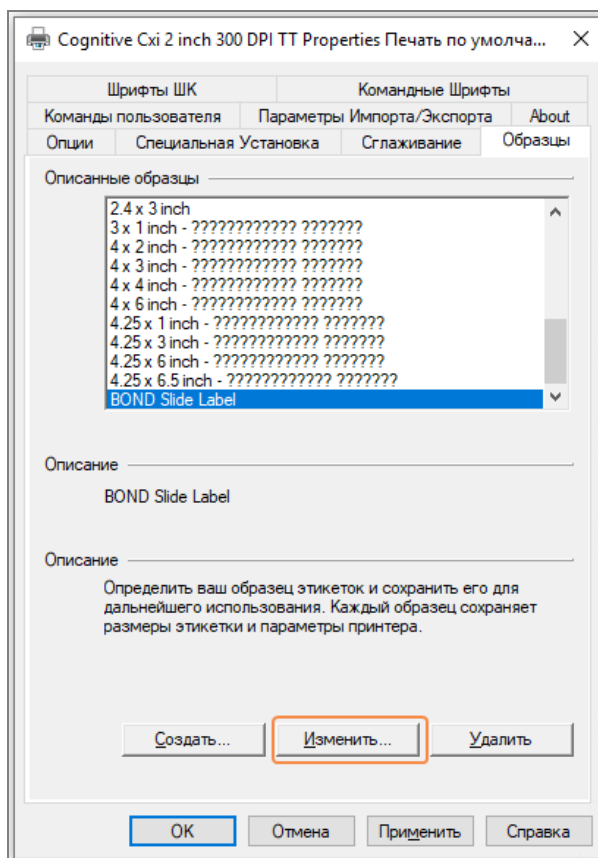 Cognitive Cxi 2 inch 300 DPI TT Properties Печать по умолча...
Шрифты ШК
Командные Шрифты
Команды пользователя
Параметры Импорта/Экспорта
About
Опции
Специальная Установка
Сглаживание
Образцы
Описанные образцы
2.4 x 3 inch
3 x 1 inch - ???????????? ???????
4 x 2 inch - ???????????? ???????
4 x 3 inch - ???????????? ???????
4 x 4 inch - ???????????? ???????
4 x 6 inch - ???????????? ???????
4.25 x 1 inch - ???????????? ???????
4.25 x 3 inch - ???????????? ???????
4.25 x 6 inch - ???????????? ???????
4.25 x 6.5 inch - ???????????? ???????
BOND Slide Label
Описание
BOND Slide Label
Описание
Определить ваш образец этикеток и сохранить его для
дальнейшего использования. Каждый образец сохраняет
размеры этикетки и параметры принтера.
Создать...
Изменить...
Удалить
OK
Отмена
Применить
Справка